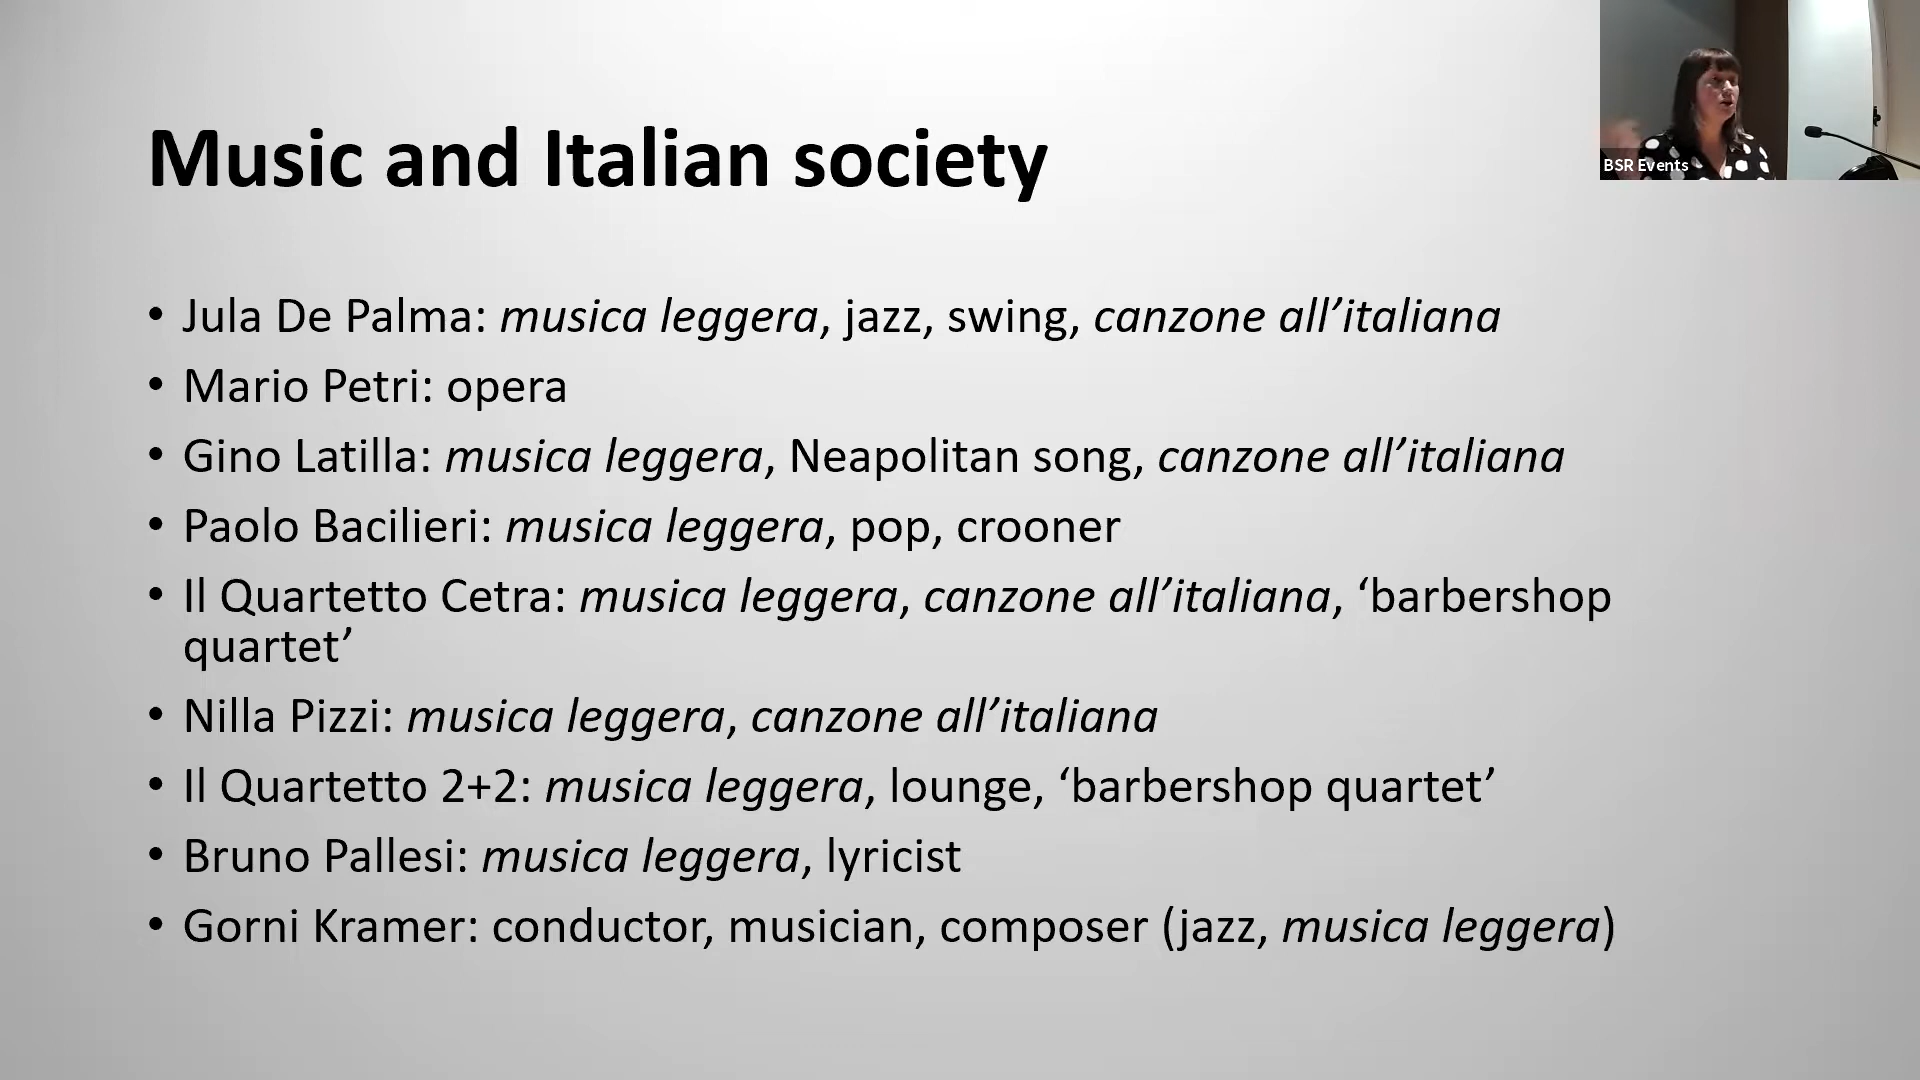 Music and Italian society
BSR Events
• Jula De Palma: musica leggera, jazz, swing, canzone all’italiana
• Mario Petri: opera
• Gino Latilla: musica leggera, Neapolitan song, canzone all’italiana
• Paolo Bacilieri: musica leggera, pop, crooner
• Il Quartetto Cetra: musica leggera, canzone all’italiana, ‘barbershop
quartet’
• Nilla Pizzi: musica leggera, canzone all’italiana
• Il Quartetto 2+2: musica leggera, lounge, ‘barbershop quartet’
• Bruno Pallesi: musica leggera, lyricist
• Gorni Kramer: conductor, musician, composer (jazz, musica leggera)